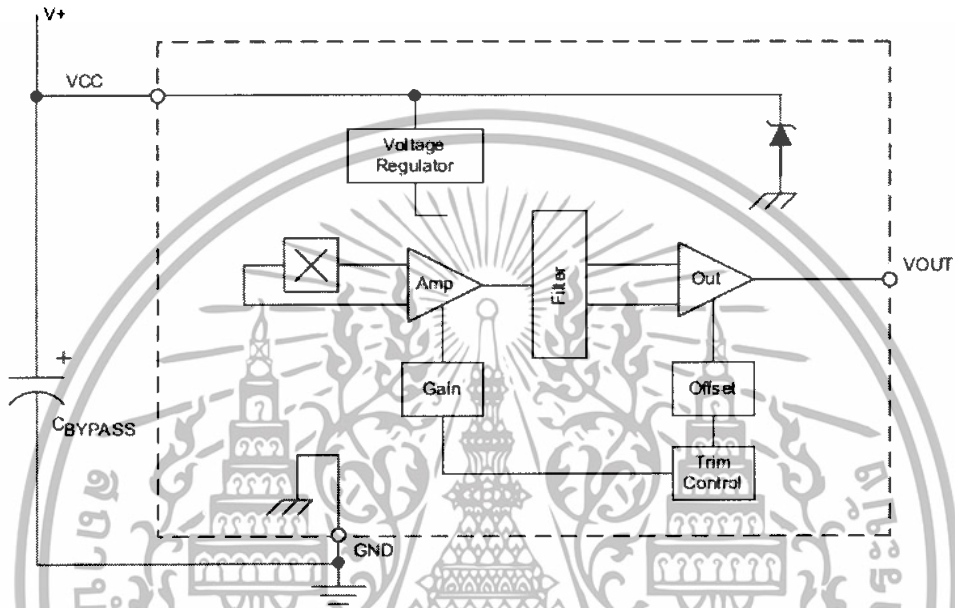 V+
VCC
Voltage
Regulator
Amp
Filter
Out
VOUT
+
CBYPASS
Gain
Offset
Trim
Control
GND